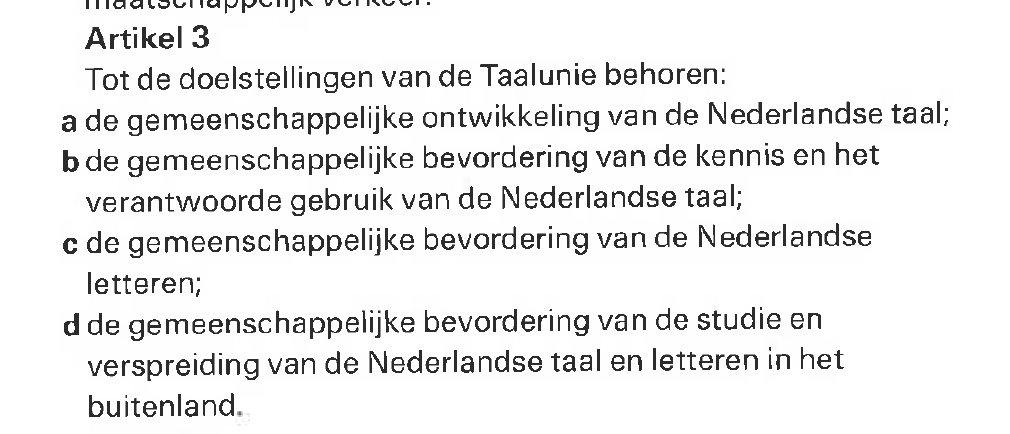 maatschappelijk verkeer.
Artikel 3
Tot de doelstellingen van de Taalunie behoren:
a de gemeenschappelijke ontwikkeling van de Nederlandse taal;
b de gemeenschappelijke bevordering van de kennis en het
verantwoorde gebruik van de Nederlandse taal;
c de gemeenschappelijke bevordering van de Nederlandse
letteren;
d de gemeenschappelijke bevordering van de studie en
verspreiding van de Nederlandse taal en letteren in het
buitenland.